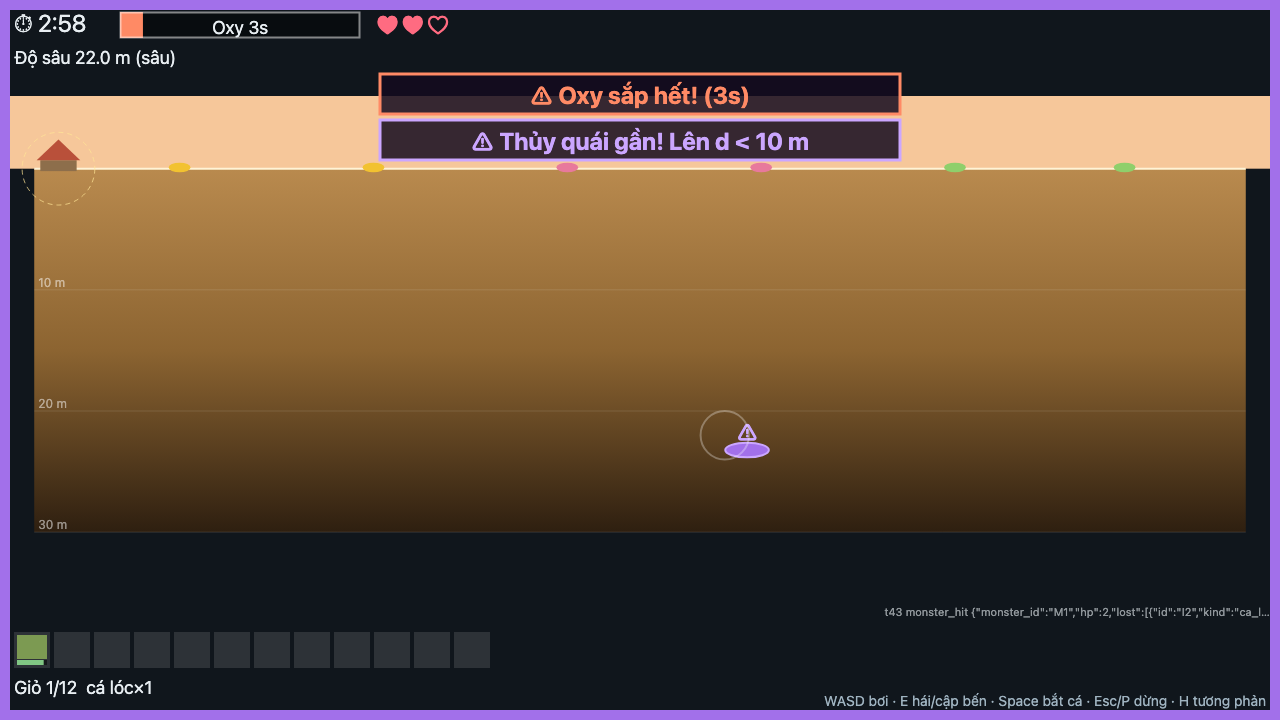 ⏱ 2:58
Oxy 3s
Độ sâu 22.0 m (sâu)
⚠ Oxy sắp hết! (3s)
⚠ Thủy quái gần! Lên d < 10 m
10 m
20 m
30 m
t43 monster_hit {"monster_id":"M1","hp":2,"lost":[{"id":"I2","kind":"ca_l...
Giỏ 1/12 cá lóc×1
WASD bơi · E hái/cập bến · Space bắt cá · Esc/P dừng · H tương phản